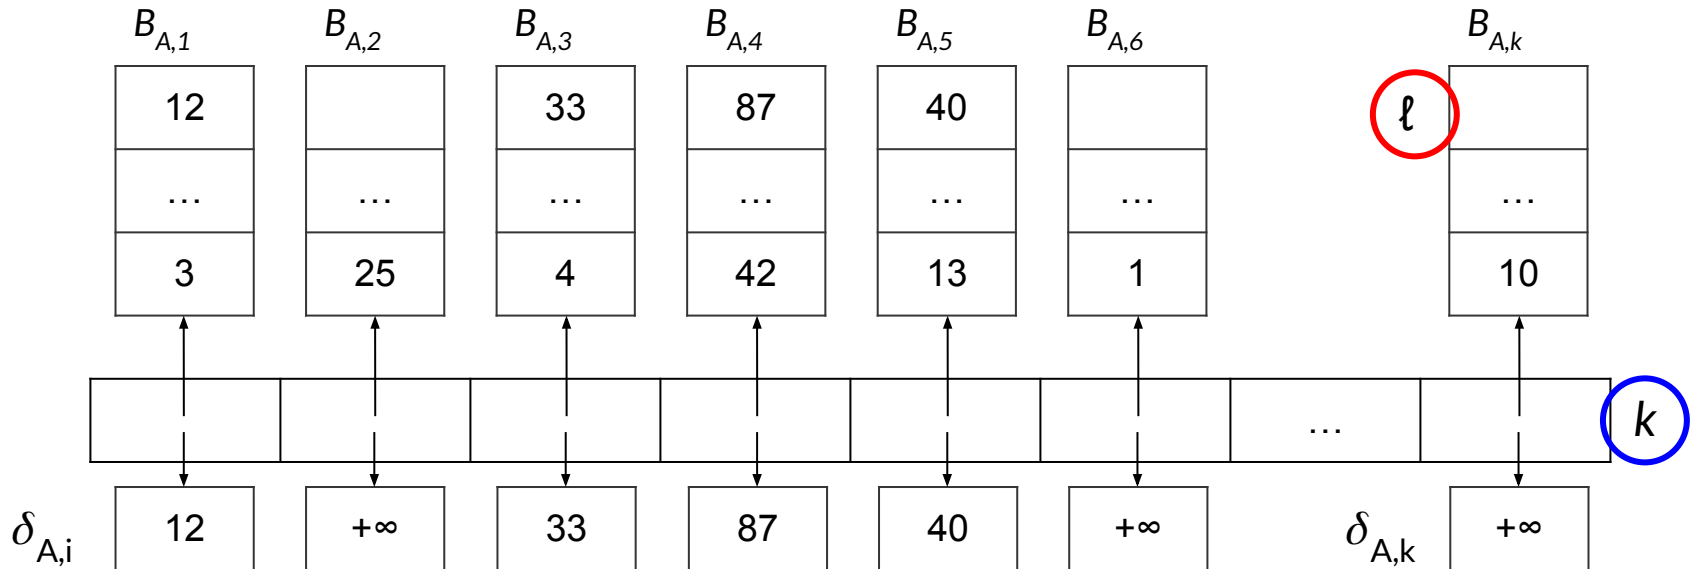 B_A,1 B_A,2 B_A,3 B_A,4 B_A,5 B_A,6 B_A,k
12 33 87 40 ℓ
... ... ... ... ... ... ...
3 25 4 42 13 1 10
... k
δ_A,i 12 +∞ 33 87 40 +∞ δ_A,k +∞